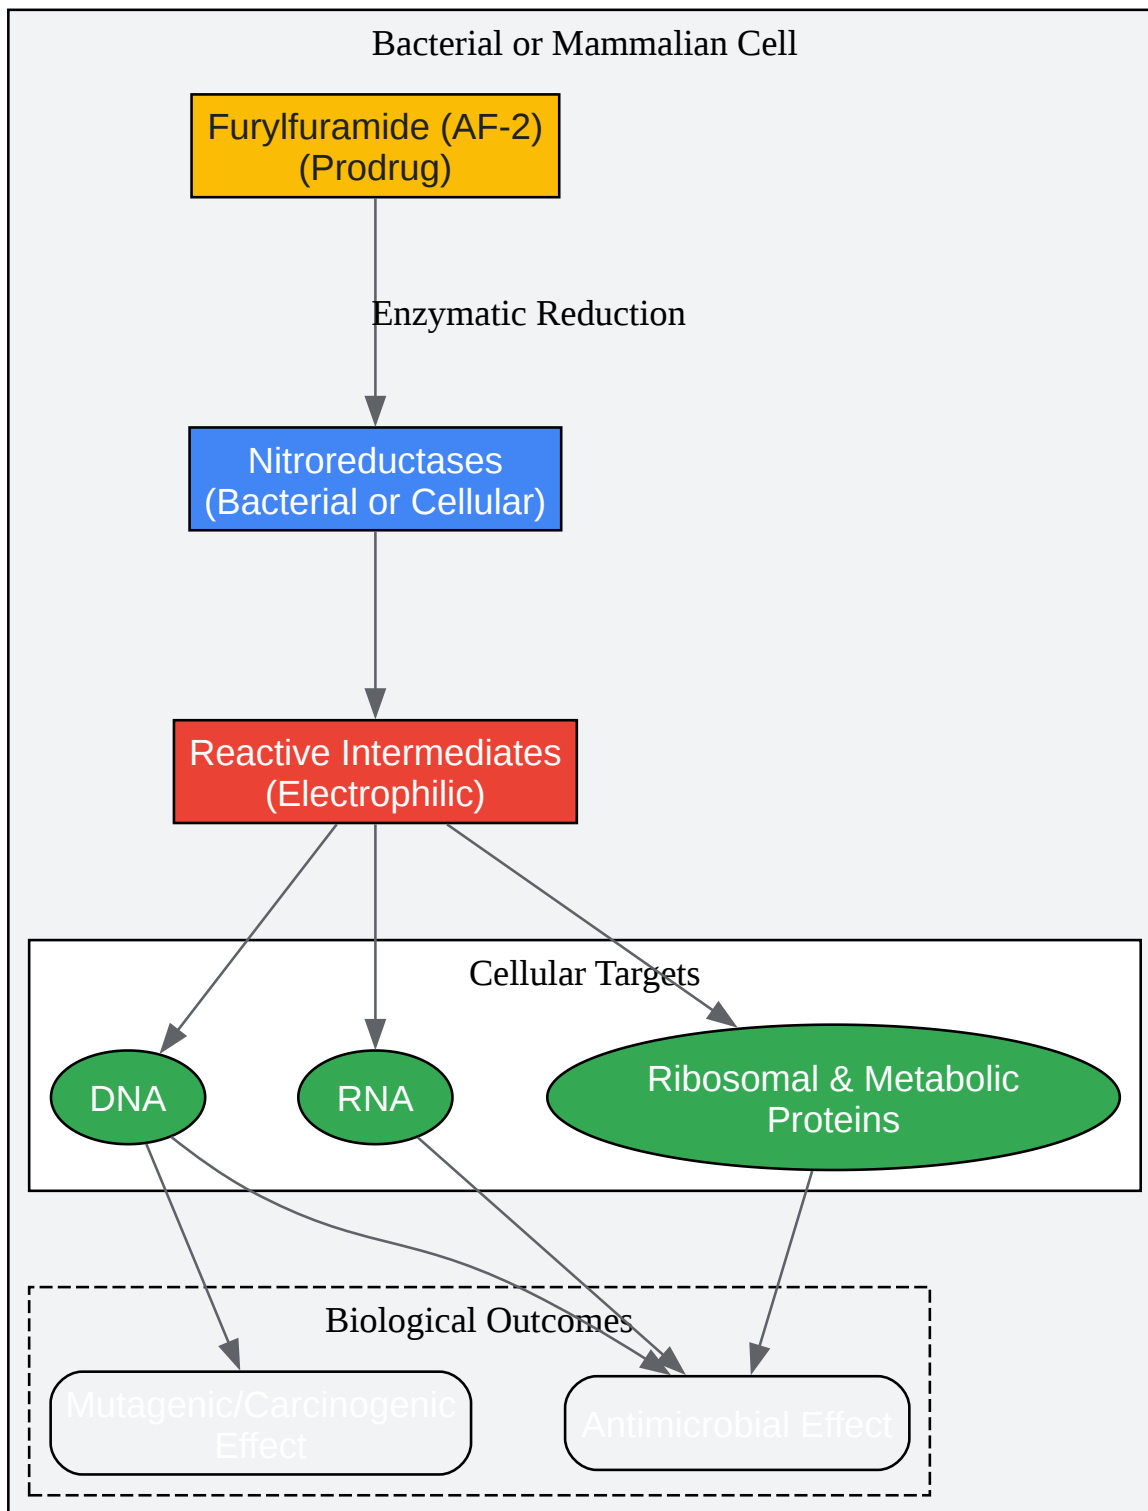 Bacterial or Mammalian Cell
Furylfuramide (AF-2)
(Prodrug)
Enzymatic Reduction
Nitroreductases
(Bacterial or Cellular)
Reactive Intermediates
(Electrophilic)
Cellular Targets
DNA
RNA
Ribosomal & Metabolic
Proteins
Biological Outcomes
Mutagenic/Carcinogenic
Effect
Antimicrobial Effect